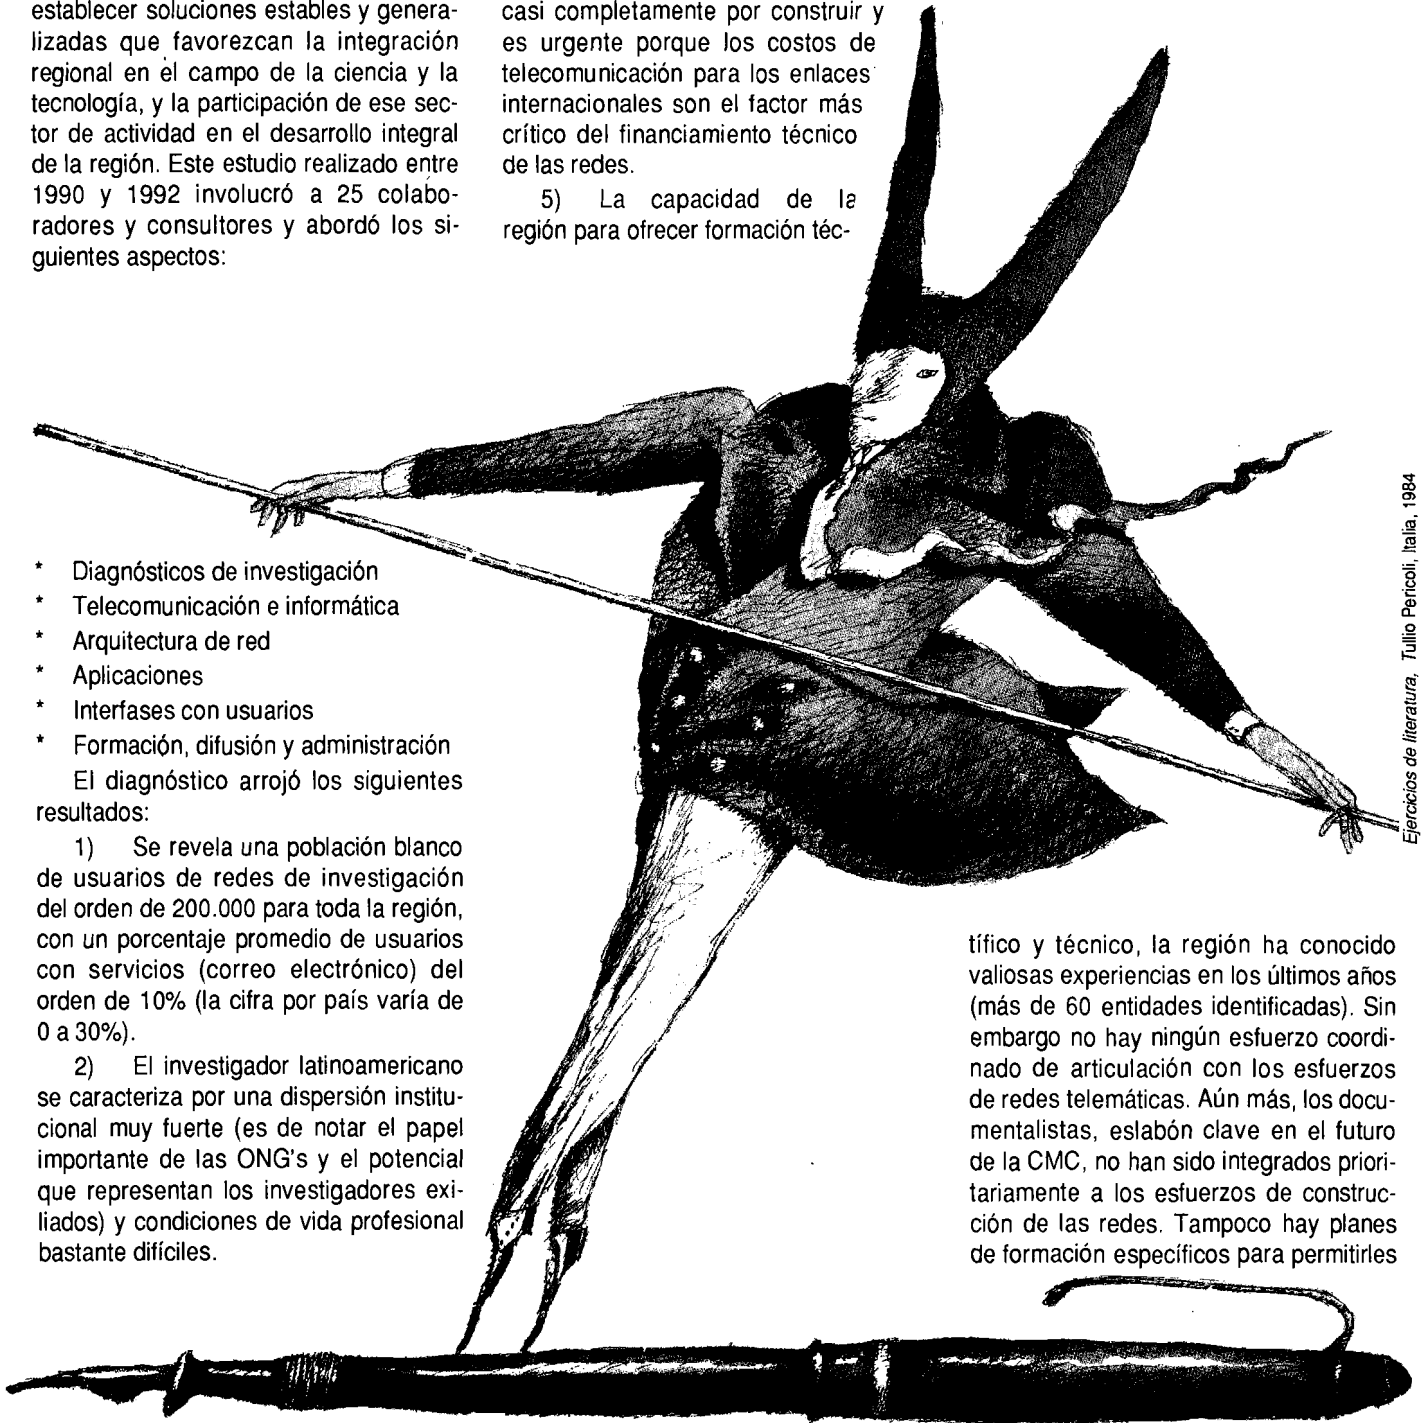 establecer soluciones estables y genera-
lizadas que favorezcan la integración
regional en el campo de la ciencia y la
tecnología, y la participación de ese sec-
tor de actividad en el desarrollo integral
de la región. Este estudio realizado entre
1990 y 1992 involucró a 25 colabo-
radores y consultores y abordó los si-
guientes aspectos:
* Diagnósticos de investigación
* Telecomunicación e informática
* Arquitectura de red
* Aplicaciones
* Interfases con usuarios
* Formación, difusión y administración
El diagnóstico arrojó los siguientes
resultados:
1) Se revela una población blanco
de usuarios de redes de investigación
del orden de 200.000 para toda la región,
con un porcentaje promedio de usuarios
con servicios (correo electrónico) del
orden de 10% (la cifra por país varía de
0 a 30%).
2) El investigador latinoamericano
se caracteriza por una dispersión institu-
cional muy fuerte (es de notar el papel
importante de las ONG's y el potencial
que representan los investigadores exi-
liados) y condiciones de vida profesional
bastante difíciles.
casi completamente por construir y
es urgente porque los costos de
telecomunicación para los enlaces
internacionales son el factor más
crítico del financiamiento técnico
de las redes.
5) La capacidad de la
región para ofrecer formación téc-
tífico y técnico, la región ha conocido
valiosas experiencias en los últimos años
(más de 60 entidades identificadas). Sin
embargo no hay ningún esfuerzo coordi-
nado de articulación con los esfuerzos
de redes telemáticas. Aún más, los docu-
mentalistas, eslabón clave en el futuro
de la CMC, no han sido integrados priori-
tariamente a los esfuerzos de construc-
ción de las redes. Tampoco hay planes
de formación específicos para permitirles
Ejercicios de literatura, Tullio Pericoli, Italia, 1984